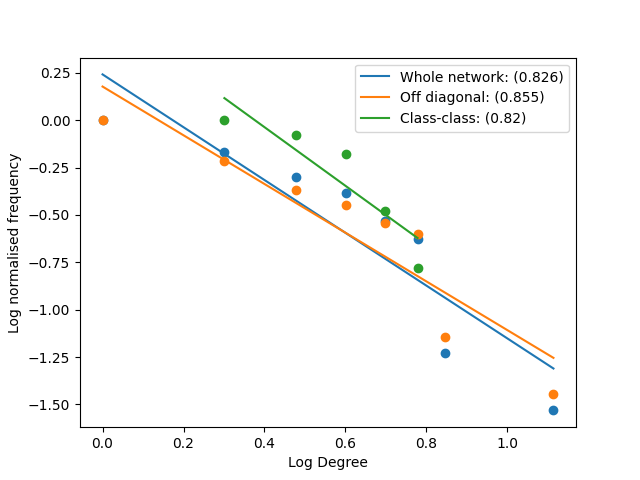 Whole network: (0.826)
Off diagonal: (0.855)
Class-class: (0.82)
0.25
0.00
−0.25
−0.50
−0.75
−1.00
−1.25
−1.50
Log normalised frequency
0.0 0.2 0.4 0.6 0.8 1.0
Log Degree